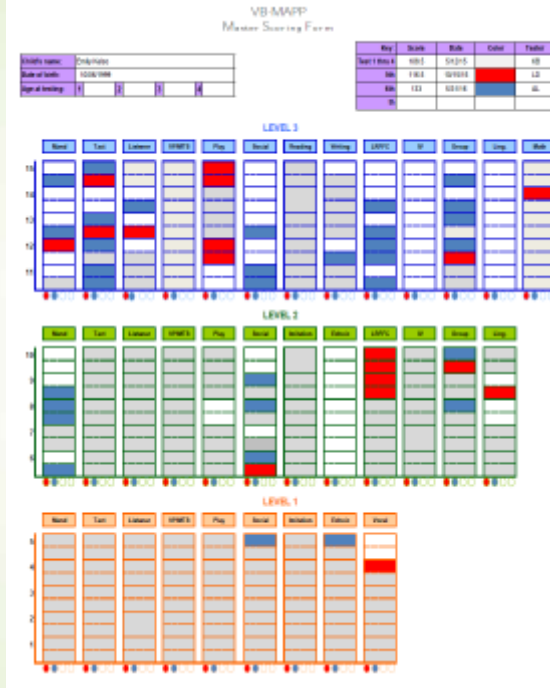 VB-MAPP
Master Scoring Form
Key Score Date Color Tester
Child's name:
Date of birth:
Age at testing: 1 2 3 4
LEVEL 3
Mand Tact Listener VP/MTS Play Social Reading Writing LRFFC IV Group Ling. Math
15
14
13
12
11
LEVEL 2
Mand Tact Listener VP/MTS Play Social Imitation Echoic LRFFC IV Group Ling.
10
9
8
7
6
LEVEL 1
Mand Tact Listener VP/MTS Play Social Imitation Echoic Vocal
5
4
3
2
1